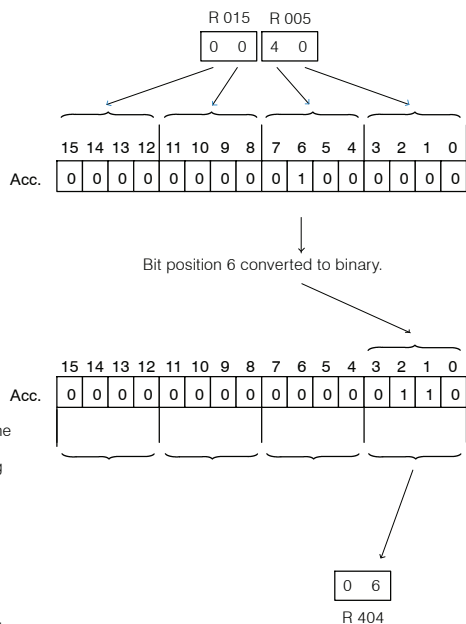 R 015 R 005
0 0 4 0
15 14 13 12 11 10 9 8 7 6 5 4 3 2 1 0
Acc. 0 0 0 0 0 0 0 0 0 1 0 0 0 0 0 0
Bit position 6 converted to binary.
15 14 13 12 11 10 9 8 7 6 5 4 3 2 1 0
Acc. 0 0 0 0 0 0 0 0 0 0 0 0 0 1 1 0
0 6
R 404